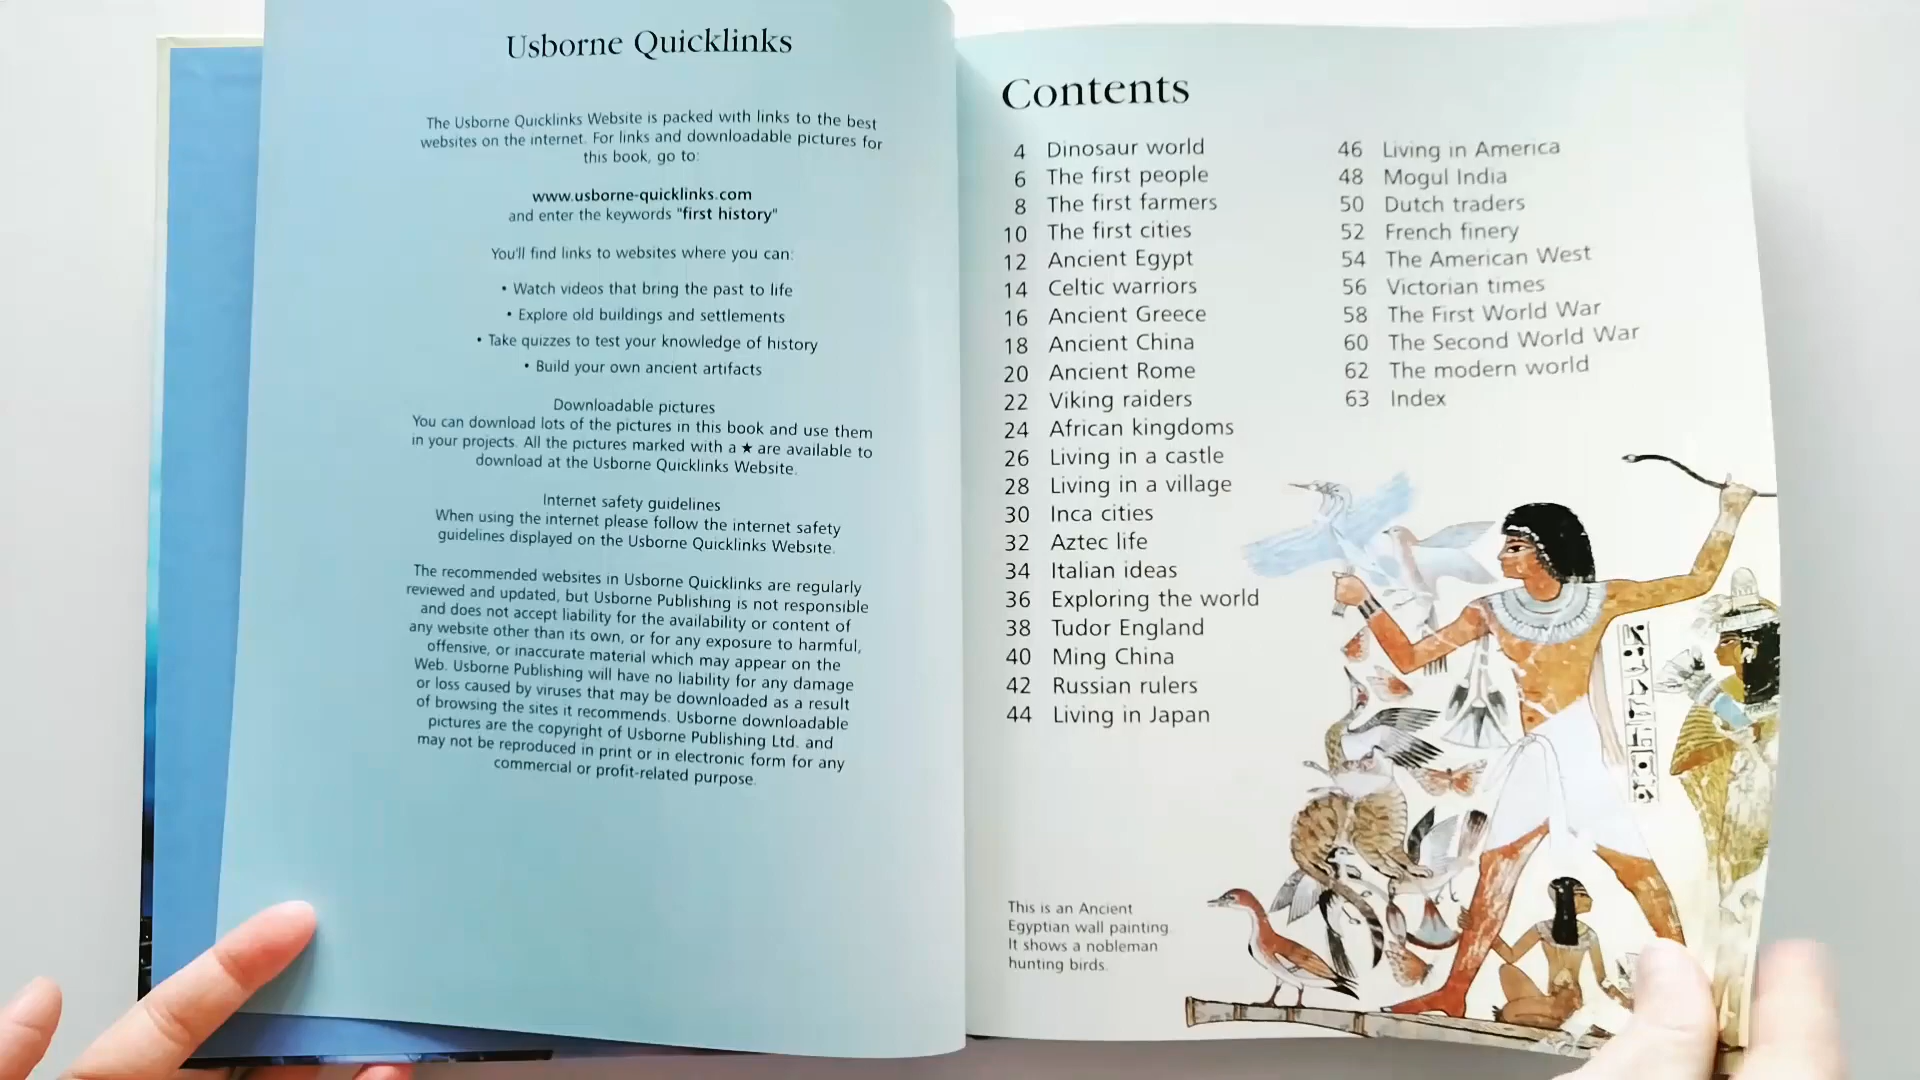 Usborne Quicklinks
The Usborne Quicklinks Website is packed with links to the best
websites on the internet. For links and downloadable pictures for
this book, go to:
www.usborne-quicklinks.com
and enter the keywords "first history"
You'll find links to websites where you can:
• Watch videos that bring the past to life
• Explore old buildings and settlements
• Take quizzes to test your knowledge of history
• Build your own ancient artifacts
Downloadable pictures
You can download lots of the pictures in this book and use them
in your projects. All the pictures marked with a ★ are available to
download at the Usborne Quicklinks Website.
Internet safety guidelines
When using the internet please follow the internet safety
guidelines displayed on the Usborne Quicklinks Website.
The recommended websites in Usborne Quicklinks are regularly
reviewed and updated, but Usborne Publishing is not responsible
and does not accept liability for the availability or content of
any website other than its own, or for any exposure to harmful,
offensive, or inaccurate material which may appear on the
Web. Usborne Publishing will have no liability for any damage
or loss caused by viruses that may be downloaded as a result
of browsing the sites it recommends. Usborne downloadable
pictures are the copyright of Usborne Publishing Ltd. and
may not be reproduced in print or in electronic form for any
commercial or profit-related purpose.
Contents
4 Dinosaur world
6 The first people
8 The first farmers
10 The first cities
12 Ancient Egypt
14 Celtic warriors
16 Ancient Greece
18 Ancient China
20 Ancient Rome
22 Viking raiders
24 African kingdoms
26 Living in a castle
28 Living in a village
30 Inca cities
32 Aztec life
34 Italian ideas
36 Exploring the world
38 Tudor England
40 Ming China
42 Russian rulers
44 Living in Japan
46 Living in America
48 Mogul India
50 Dutch traders
52 French finery
54 The American West
56 Victorian times
58 The First World War
60 The Second World War
62 The modern world
63 Index
This is an Ancient
Egyptian wall painting.
It shows a nobleman
hunting birds.